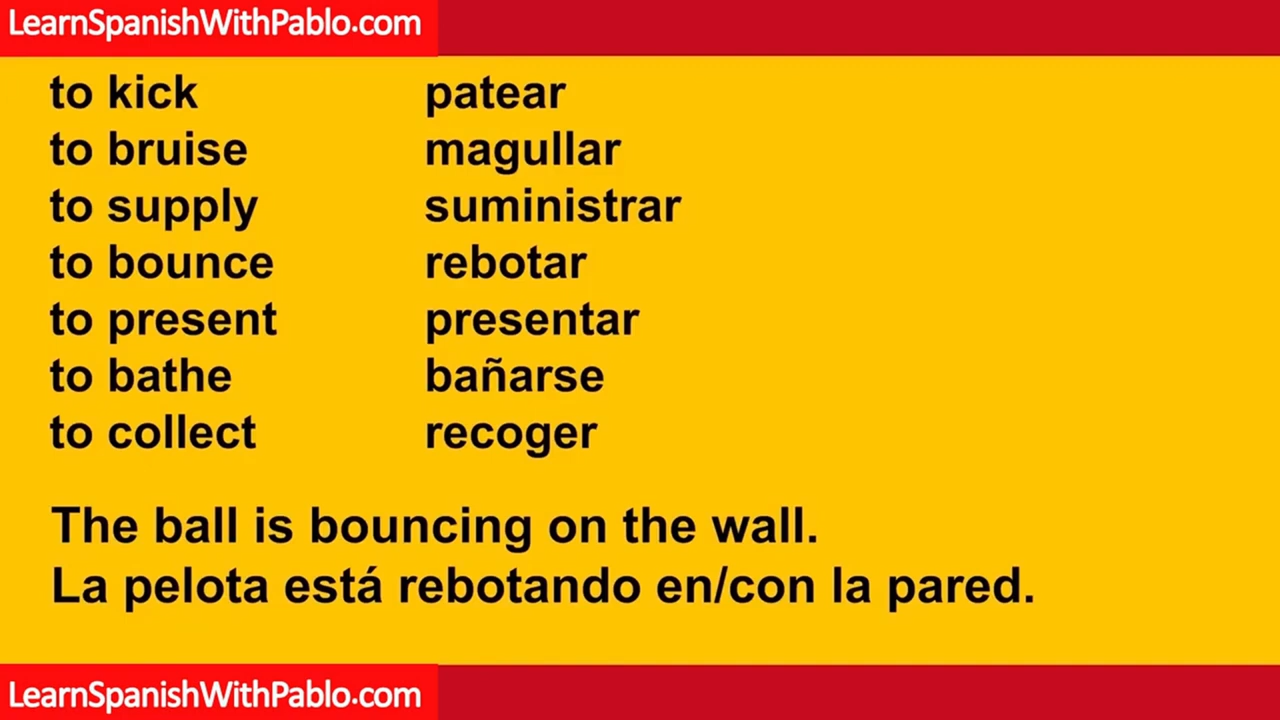 LearnSpanishWithPablo.com
to kick patear
to bruise magullar
to supply suministrar
to bounce rebotar
to present presentar
to bathe bañarse
to collect recoger
The ball is bouncing on the wall.
La pelota está rebotando en/con la pared.
LearnSpanishWithPablo.com